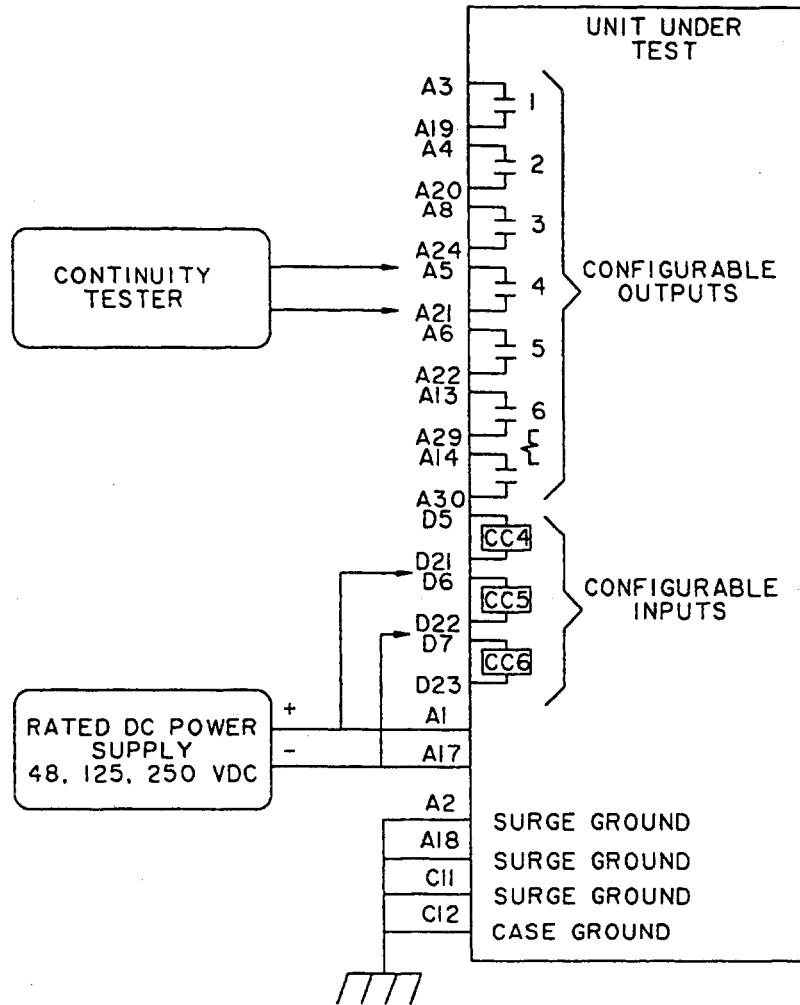 UNIT UNDER
TEST
A3
1
A19
A4
2
A20
A8
3
A24
CONTINUITY
TESTER
A5
4
CONFIGURABLE
OUTPUTS
A21
A6
5
A22
A13
6
A29
A14
A30
D5
CC4
D21
D6
CC5
CONFIGURABLE
INPUTS
D22
D7
CC6
D23
RATED DC POWER
SUPPLY
48, 125, 250 VDC
+
A1
-
A17
A2
SURGE GROUND
A18
SURGE GROUND
C11
SURGE GROUND
C12
CASE GROUND